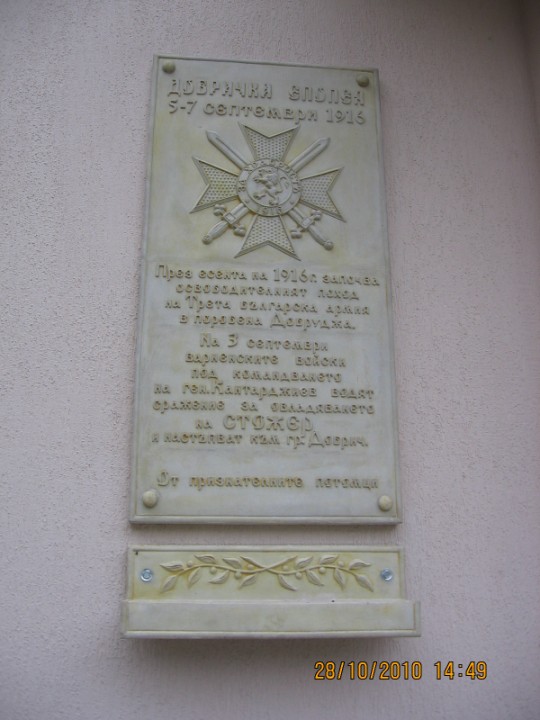 ДОБРИЧКА ЕПОПЕЯ
5-7 СЕПТЕМВРИ 1916
През есента на 1916г. започва
освободителният поход
на Трета българска армия
в поробена Добруджа.
На 3 септември
варненските войски
под командването
на ген.Кантарджиев водят
сражение за овладяването
на СТОЖЕР,
и настъпват към гр. Добрич.
От признателните потомци
28/10/2010 14:49